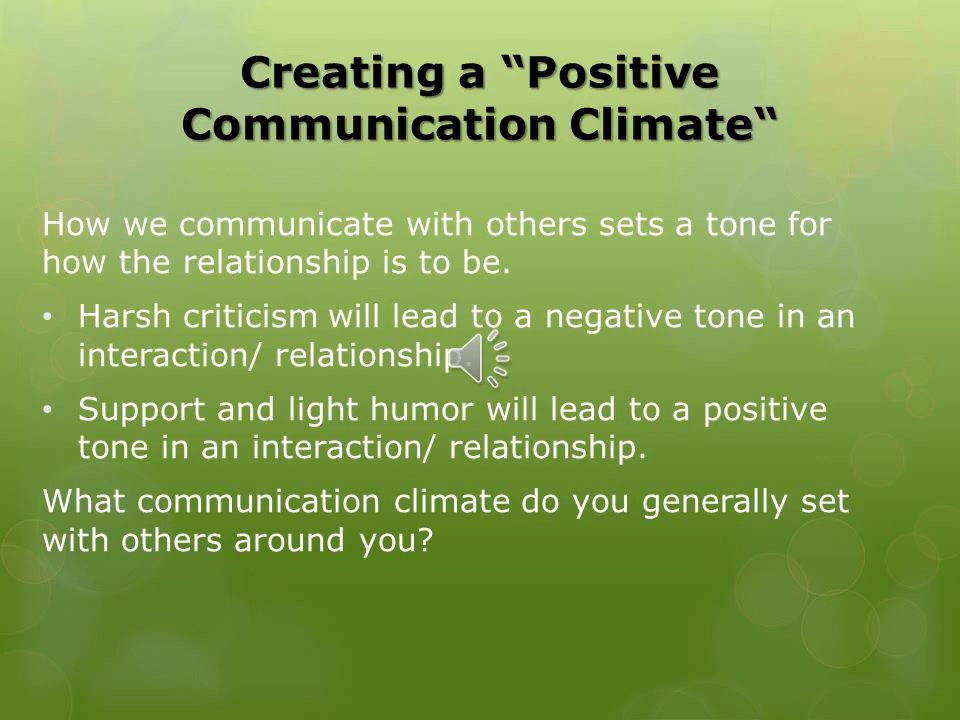 Creating a “Positive
Communication Climate“
How we communicate with others sets a tone for
how the relationship is to be.
• Harsh criticism will lead to a negative tone in an
interaction/ relationship.
• Support and light humor will lead to a positive
tone in an interaction/ relationship.
What communication climate do you generally set
with others around you?